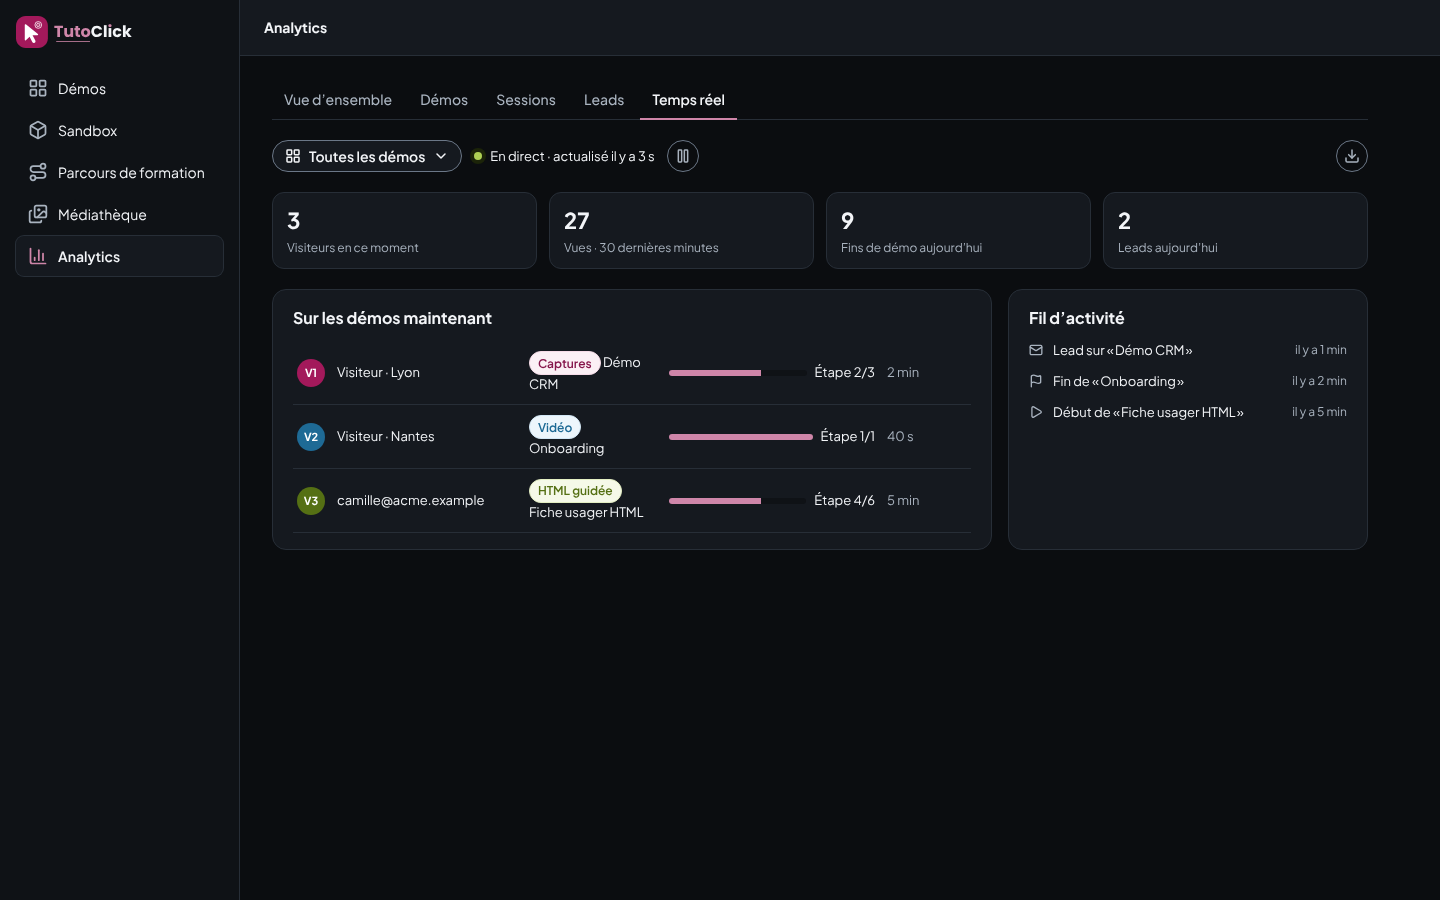 TutoClick
Analytics
Démos
Sandbox
Parcours de formation
Médiathèque
Analytics
Vue d’ensemble
Démos
Sessions
Leads
Temps réel
Toutes les démos
En direct · actualisé il y a 3 s
3
Visiteurs en ce moment
27
Vues · 30 dernières minutes
9
Fins de démo aujourd’hui
2
Leads aujourd’hui
Sur les démos maintenant
V1
Visiteur · Lyon
Captures Démo
CRM
Étape 2/3
2 min
V2
Visiteur · Nantes
Vidéo
Onboarding
Étape 1/1
40 s
V3
camille@acme.example
HTML guidée
Fiche usager HTML
Étape 4/6
5 min
Fil d’activité
Lead sur « Démo CRM »
il y a 1 min
Fin de « Onboarding »
il y a 2 min
Début de « Fiche usager HTML »
il y a 5 min